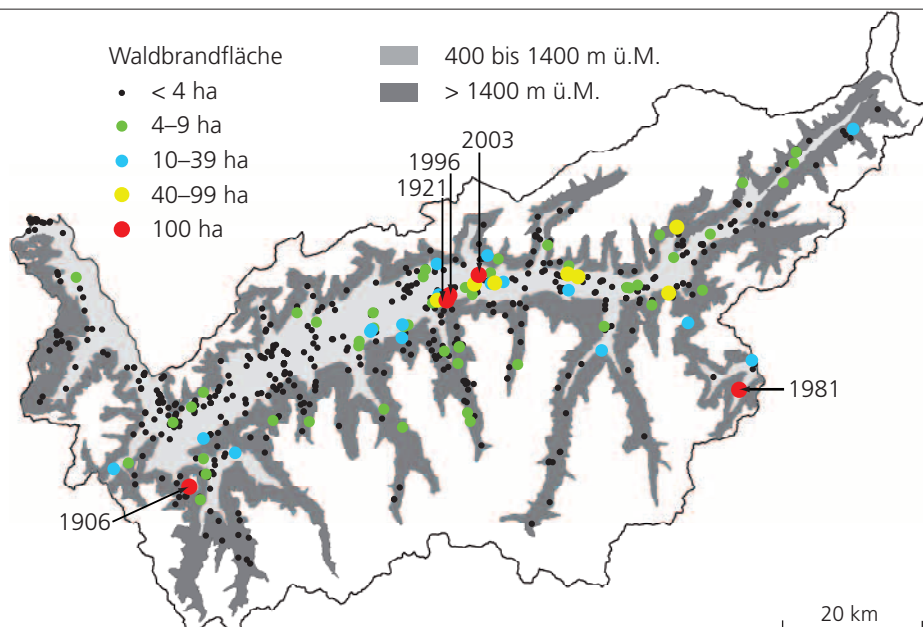 Waldbrandfläche
< 4 ha
4–9 ha
10–39 ha
40–99 ha
100 ha
400 bis 1400 m ü.M.
> 1400 m ü.M.
2003
1996
1921
1981
1906
20 km